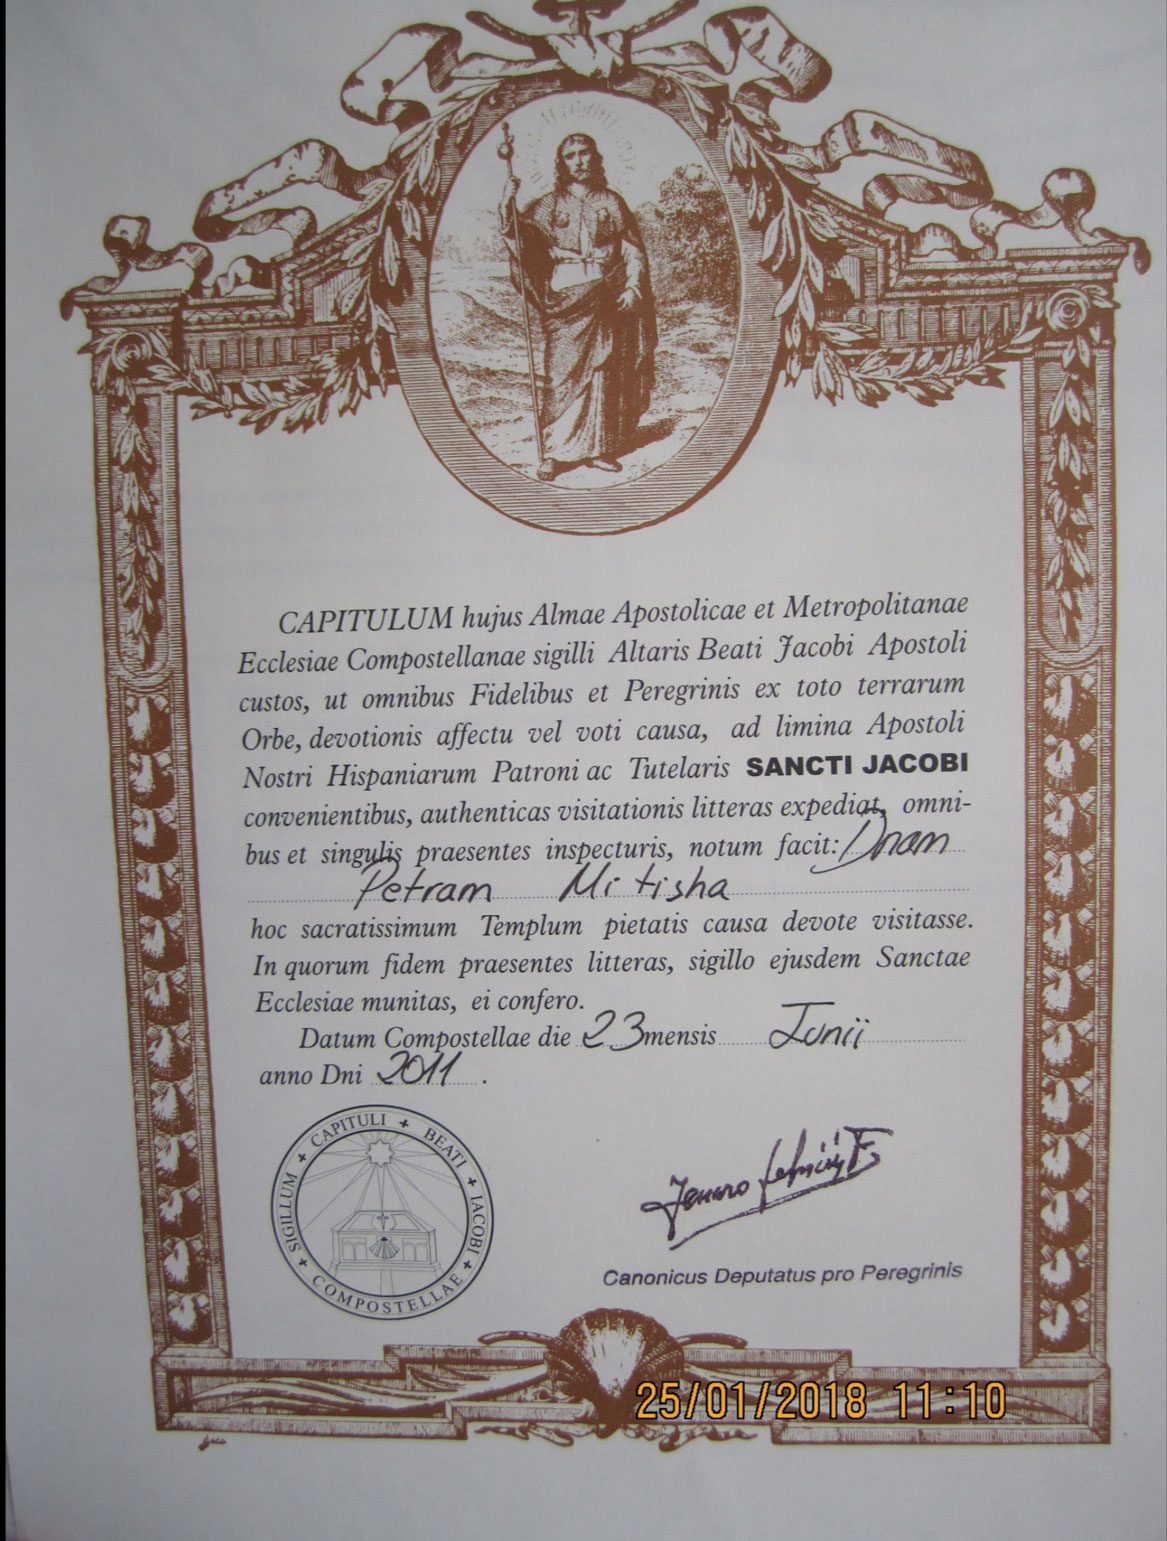 CAPITULUM hujus Almae Apostolicae et Metropolitanae
Ecclesiae Compostellanae sigilli Altaris Beati Jacobi Apostoli
custos, ut omnibus Fidelibus et Peregrinis ex toto terrarum
Orbe, devotionis affectu vel voti causa, ad limina Apostoli
Nostri Hispaniarum Patroni ac Tutelaris SANCTI JACOBI
convenientibus, authenticas visitationis litteras expediat, omni-
bus et singulis praesentes inspecturis, notum facit: Dnam
Petram Mitisha
hoc sacratissimum Templum pietatis causa devote visitasse.
In quorum fidem praesentes litteras, sigillo ejusdem Sanctae
Ecclesiae munitas, ei confero.
Datum Compostellae die 23 mensis Junii
anno Dni 2011.
SIGILLUM + CAPITULI + BEATI + IACOBI + COMPOSTELLAE +
Canonicus Deputatus pro Peregrinis
25/01/2018 11:10